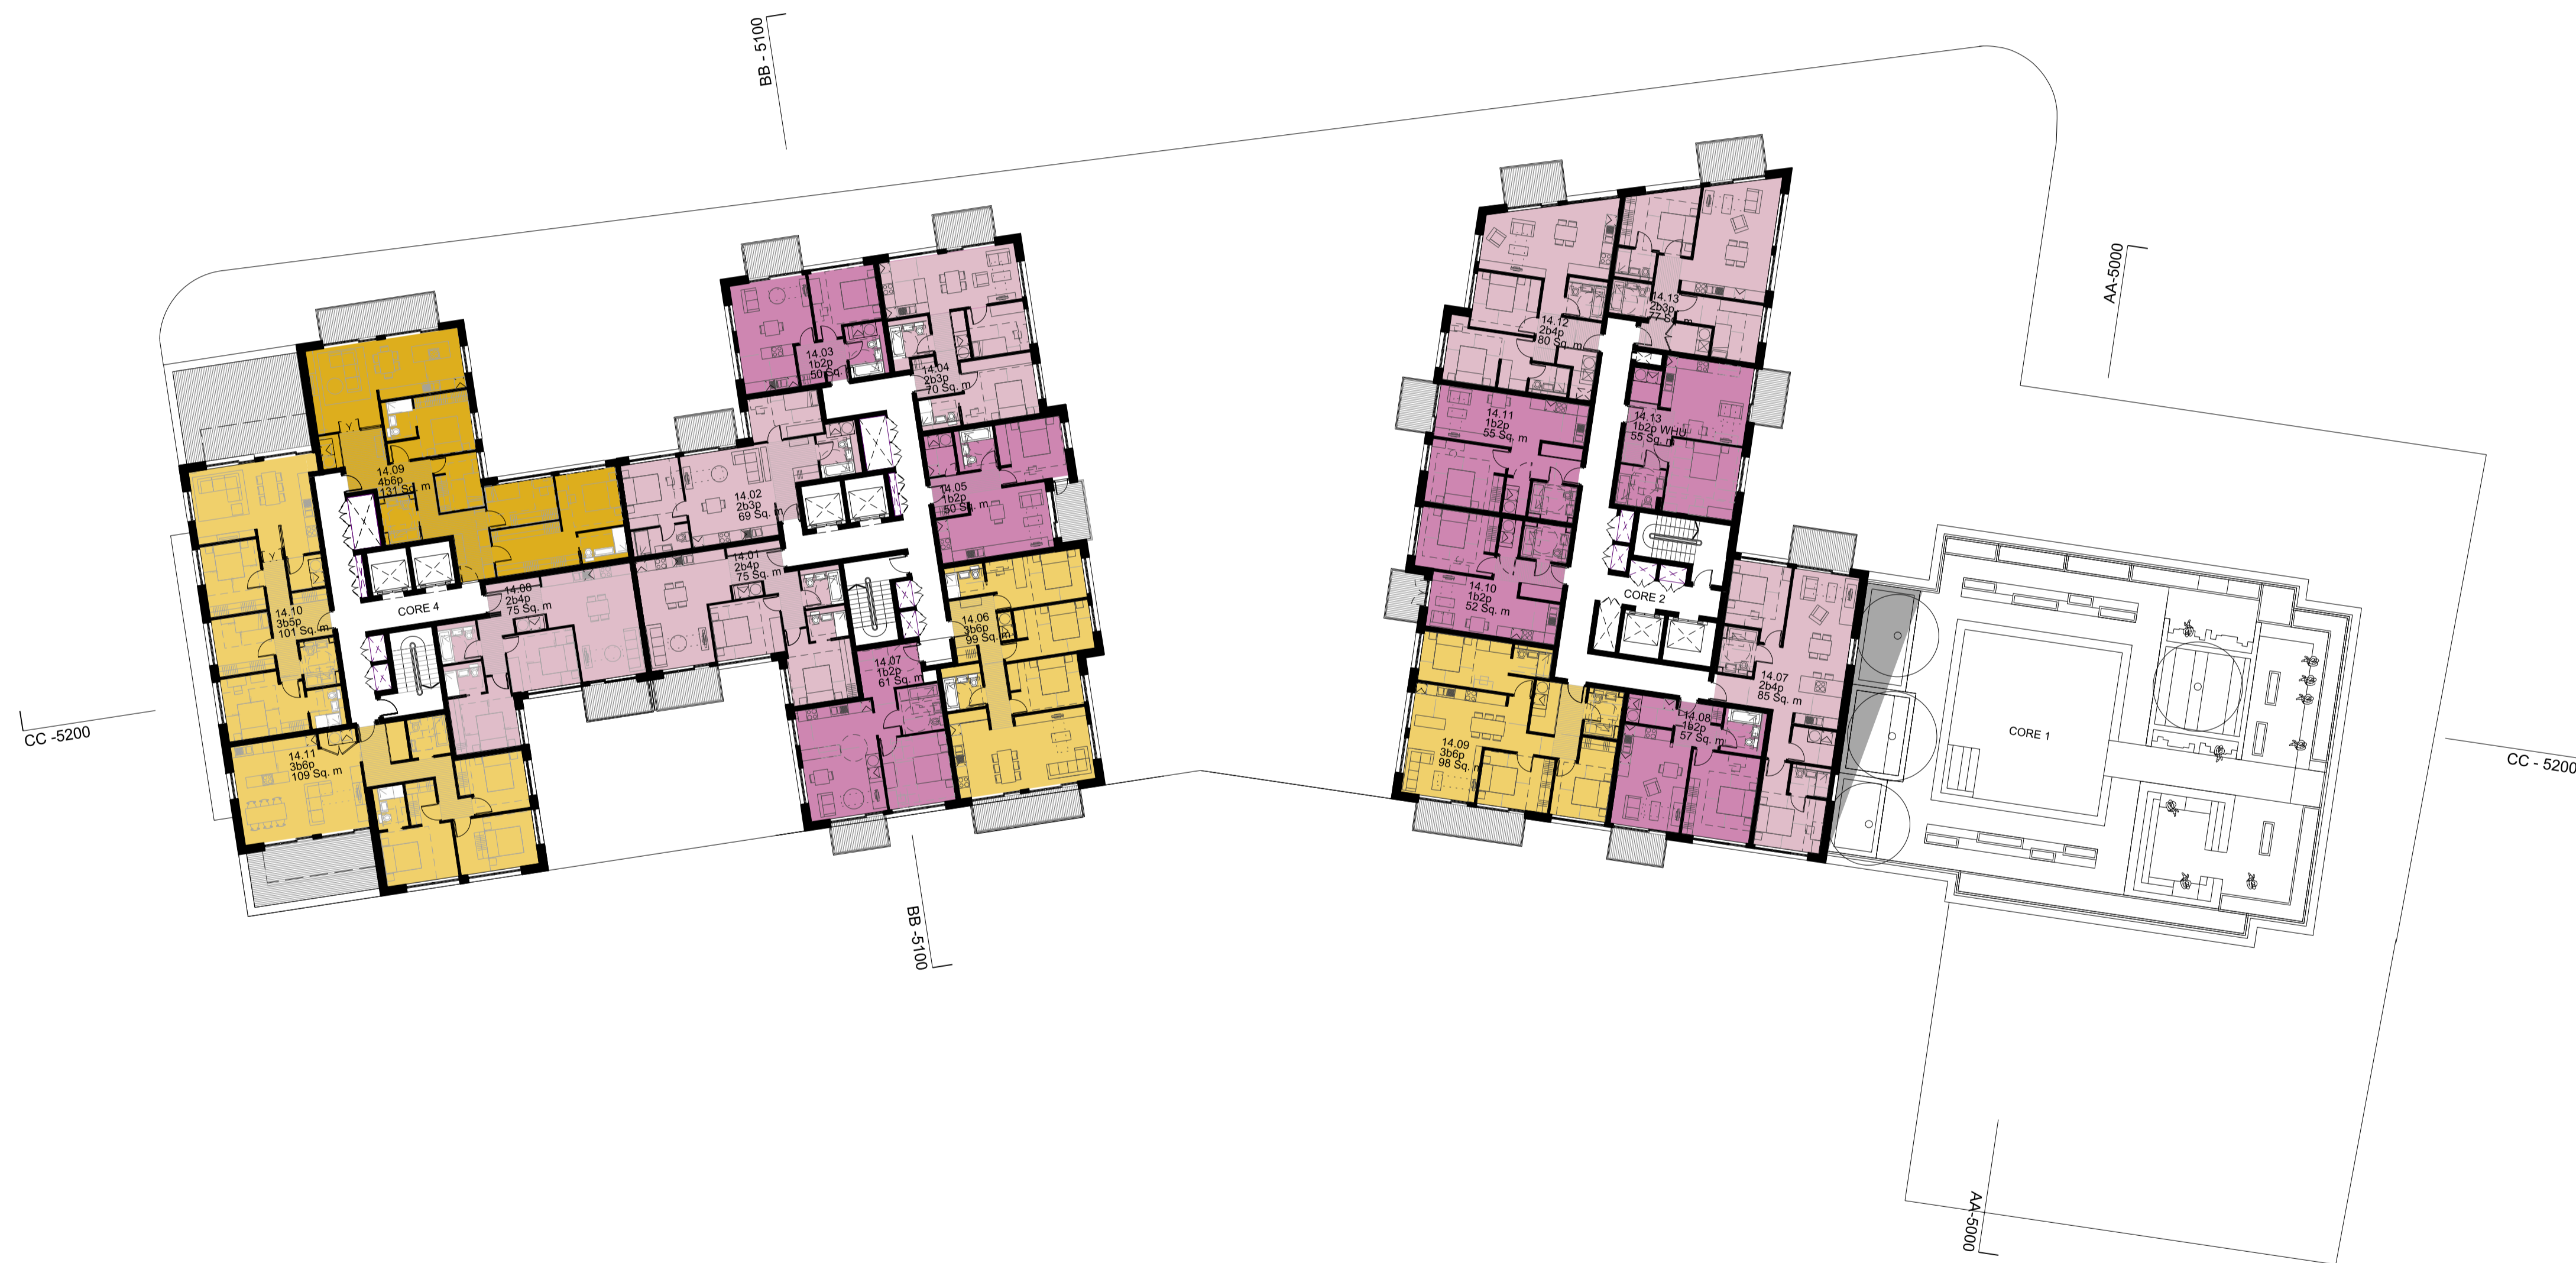 BB - 5100
AA-5000
14.03
1b2p
50 Sq. m
14.04
2b3p
70 Sq. m
14.13
2b3p
77 Sq. m
14.12
2b4p
80 Sq. m
14.11
1b2p
55 Sq. m
14.13
1b2p WHU
55 Sq. m
14.09
4b6p
131 Sq. m
14.02
2b3p
69 Sq. m
14.05
1b2p
50 Sq. m
14.01
2b4p
75 Sq. m
14.08
2b4p
75 Sq. m
CORE 4
14.10
3b5p
101 Sq. m
14.06
3b6p
99 Sq. m
14.07
1b2p
61 Sq. m
14.10
1b2p
52 Sq. m
CORE 2
14.07
2b4p
85 Sq. m
14.08
1b2p
57 Sq. m
14.09
3b6p
98 Sq. m
CORE 1
CC -5200
14.11
3b6p
109 Sq. m
CC - 5200
BB -5100
AA-5000